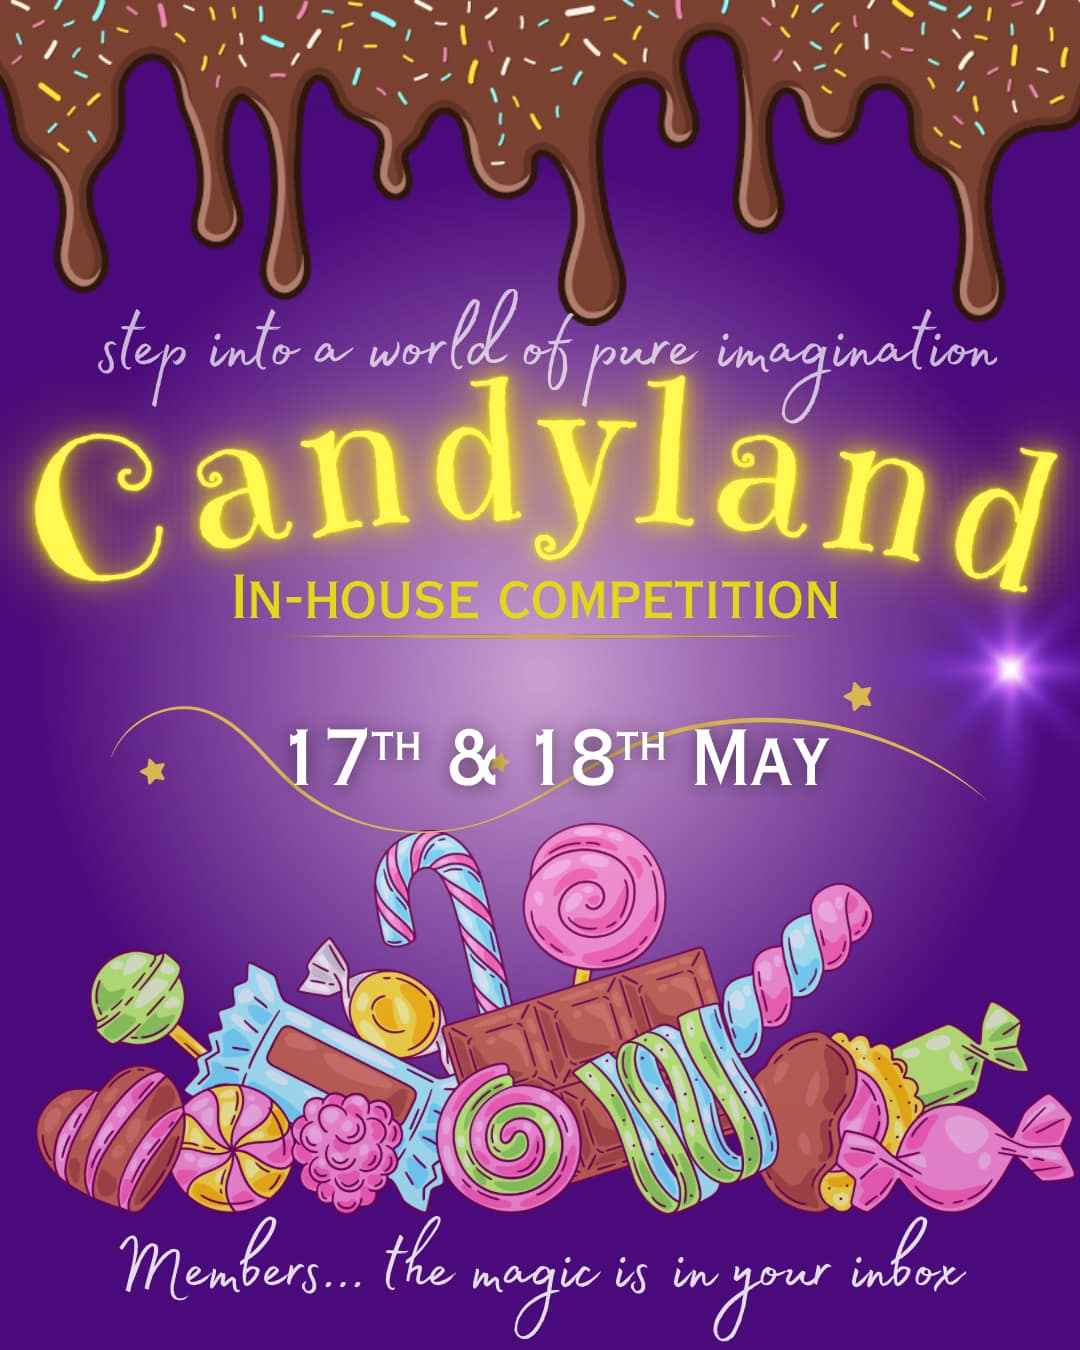 step into a world of pure imagination
Candyland
In-house competition
17th & 18th May
Members... the magic is in your inbox